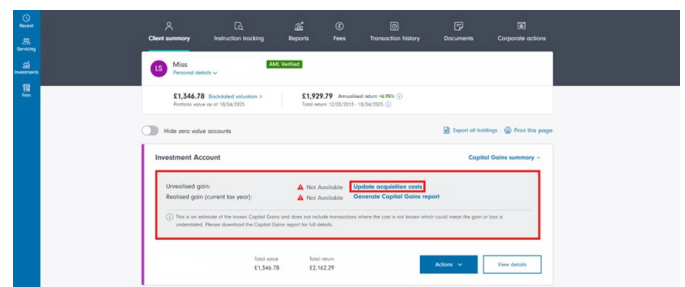 Recent
Servicing
Investments
Fees
Client summary
Instruction tracking
Reports
Fees
Transaction history
Documents
Corporate actions
LS
Miss
AML Verified
Personal details
£1,346.78 Backdated valuation >
Portfolio value as of 10/04/2025
£1,929.79 Annualised return +6.95%
Total return 12/03/2013 - 10/04/2025
Hide zero value accounts
Export all holdings
Print this page
Investment Account
Capital Gains summary
Unrealised gain:
Not Available
Update acquisition costs
Realised gain (current tax year):
Not Available
Generate Capital Gains report
This is an estimate of the known Capital Gains and does not include transactions where the cost is not known which could mean the gain or loss is
understated. Please download the Capital Gains report for full details.
Total value
£1,346.78
Total return
£2,162.29
Actions
View details